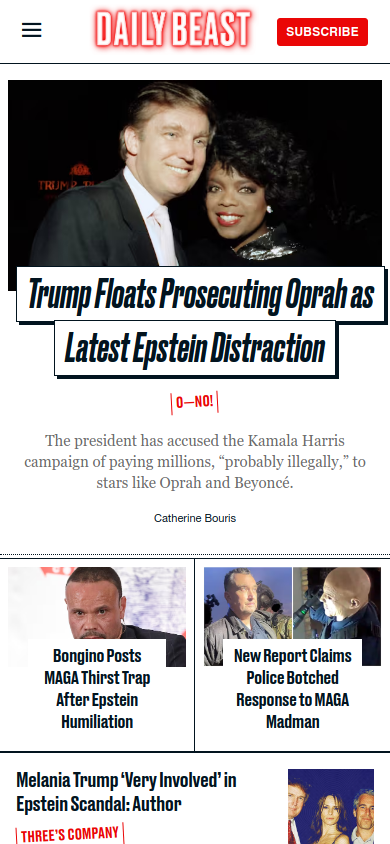 DAILY BEAST
SUBSCRIBE
Trump Floats Prosecuting Oprah as
Latest Epstein Distraction
O—NO!
The president has accused the Kamala Harris
campaign of paying millions, “probably illegally,” to
stars like Oprah and Beyoncé.
Catherine Bouris
Bongino Posts
MAGA Thirst Trap
After Epstein
Humiliation
New Report Claims
Police Botched
Response to MAGA
Madman
Melania Trump ‘Very Involved’ in
Epstein Scandal: Author
THREE’S COMPANY